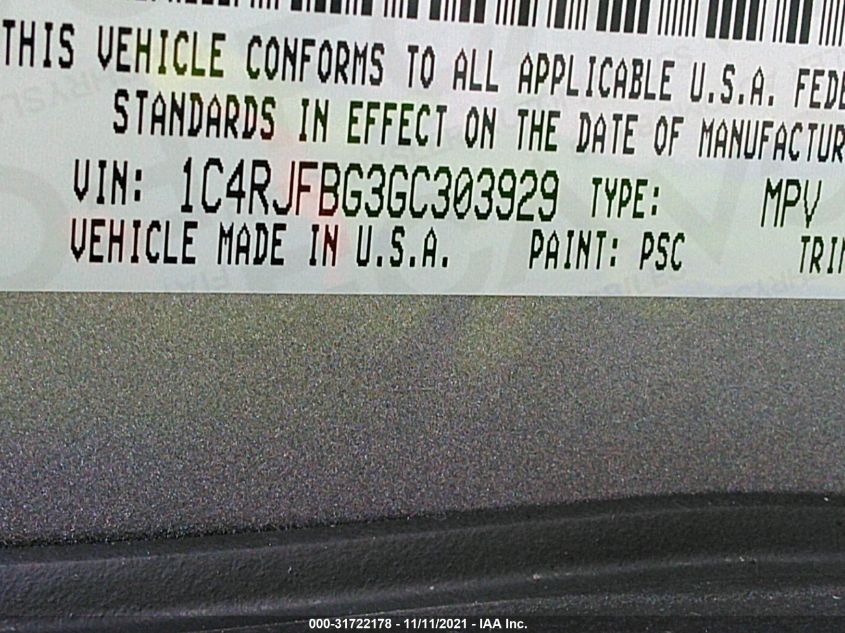 THIS VEHICLE CONFORMS TO ALL APPLICABLE U.S.A. FEDE
STANDARDS IN EFFECT ON THE DATE OF MANUFACTUR
VIN: 1C4RJFBG3GC303929 TYPE: MPV
VEHICLE MADE IN U.S.A. PAINT: PSC TRIM
000-31722178 - 11/11/2021 - IAA Inc.